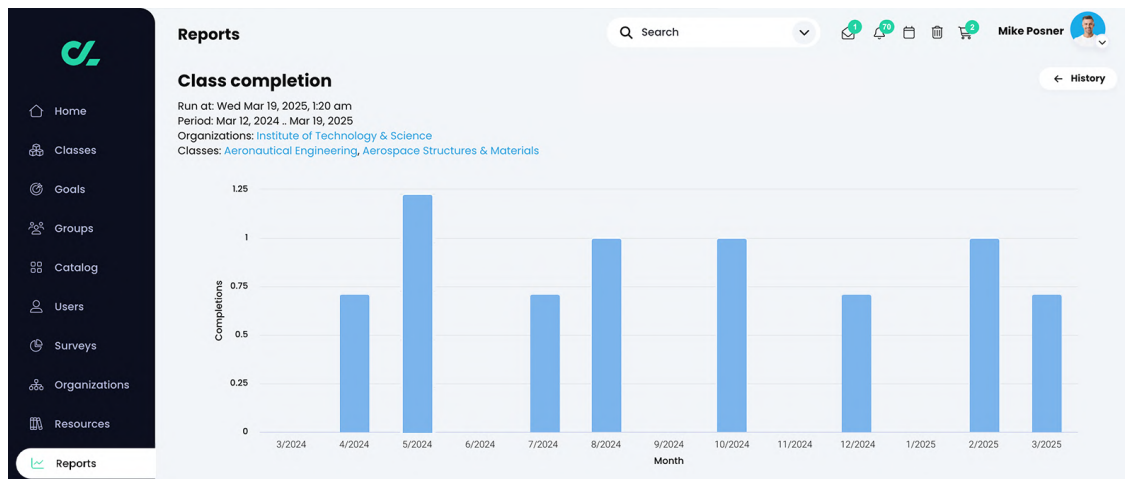 Reports
Search
1
70
2
Mike Posner
Class completion
← History
Run at: Wed Mar 19, 2025, 1:20 am
Period: Mar 12, 2024 .. Mar 19, 2025
Organizations: Institute of Technology & Science
Classes: Aeronautical Engineering, Aerospace Structures & Materials
Home
Classes
Goals
Groups
Catalog
Users
Surveys
Organizations
Resources
Reports
1.25
1
0.75
0.5
0.25
0
Completions
3/2024 4/2024 5/2024 6/2024 7/2024 8/2024 9/2024 10/2024 11/2024 12/2024 1/2025 2/2025 3/2025
Month